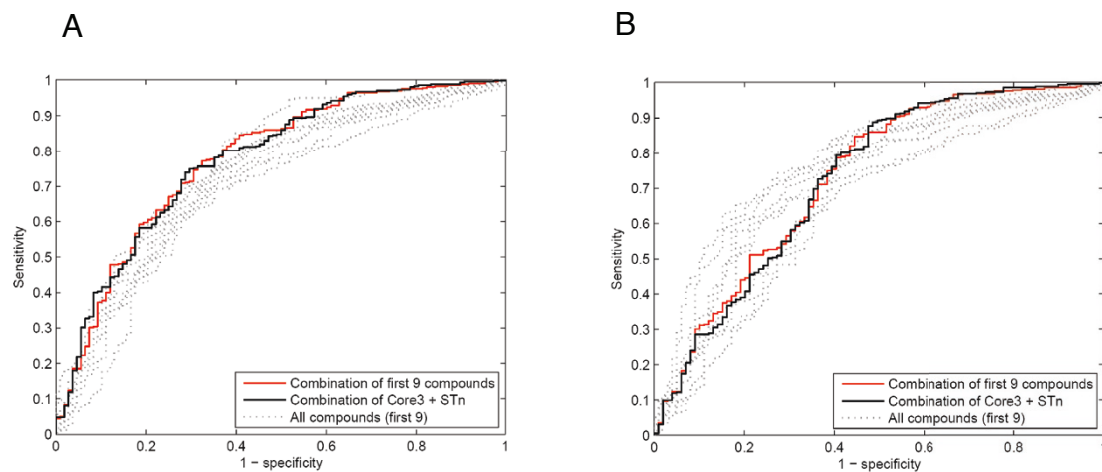 A
B
1
0.9
0.8
0.7
0.6
0.5
0.4
0.3
0.2
0.1
0
Sensitivity
0
0.2
0.4
0.6
0.8
1
1 − specificity
Combination of first 9 compounds
Combination of Core3 + STn
All compounds (first 9)
1
0.9
0.8
0.7
0.6
0.5
0.4
0.3
0.2
0.1
0
Sensitivity
0
0.2
0.4
0.6
0.8
1
1 − specificity
Combination of first 9 compounds
Combination of Core3 + STn
All compounds (first 9)